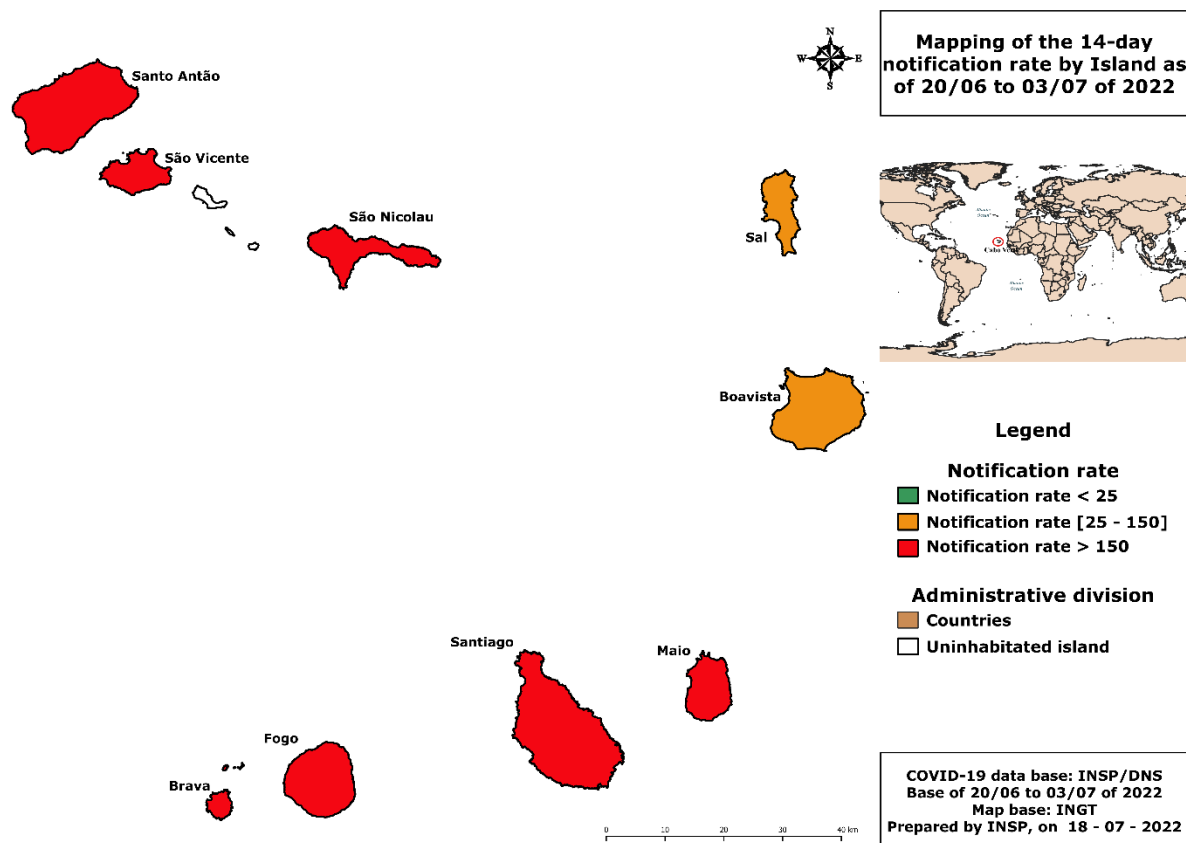 Mapping of the 14-day
notification rate by Island as
of 20/06 to 03/07 of 2022
N
W
E
S
Santo Antão
São Vicente
São Nicolau
Sal
Boavista
Cabo
Legend
Notification rate
Notification rate < 25
Notification rate [25 - 150]
Notification rate > 150
Administrative division
Countries
Uninhabitated island
Santiago
Maio
Fogo
Brava
0 10 20 30 40 km
COVID-19 data base: INSP/DNS
Base of 20/06 to 03/07 of 2022
Map base: INGT
Prepared by INSP, on 18 - 07 - 2022